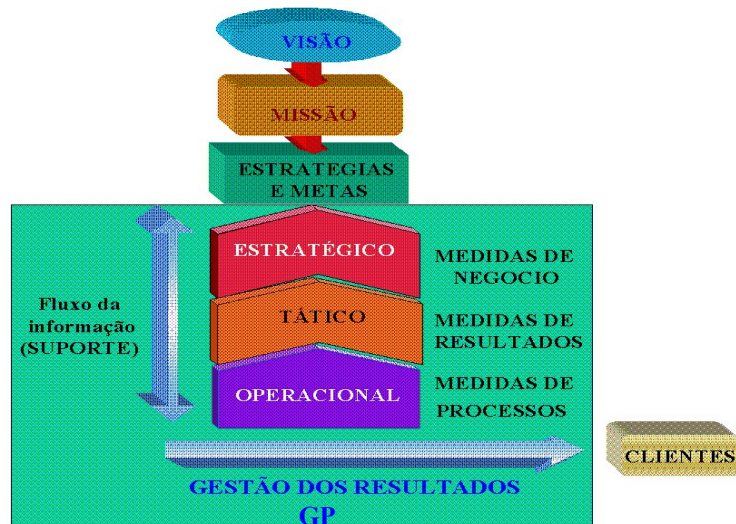 VISÃO
MISSÃO
ESTRATEGIAS
E METAS
ESTRATÉGICO
MEDIDAS DE
NEGOCIO
Fluxo da
informação
(SUPORTE)
TÁTICO
MEDIDAS DE
RESULTADOS
OPERACIONAL
MEDIDAS DE
PROCESSOS
CLIENTES
GESTÃO DOS RESULTADOS
GP